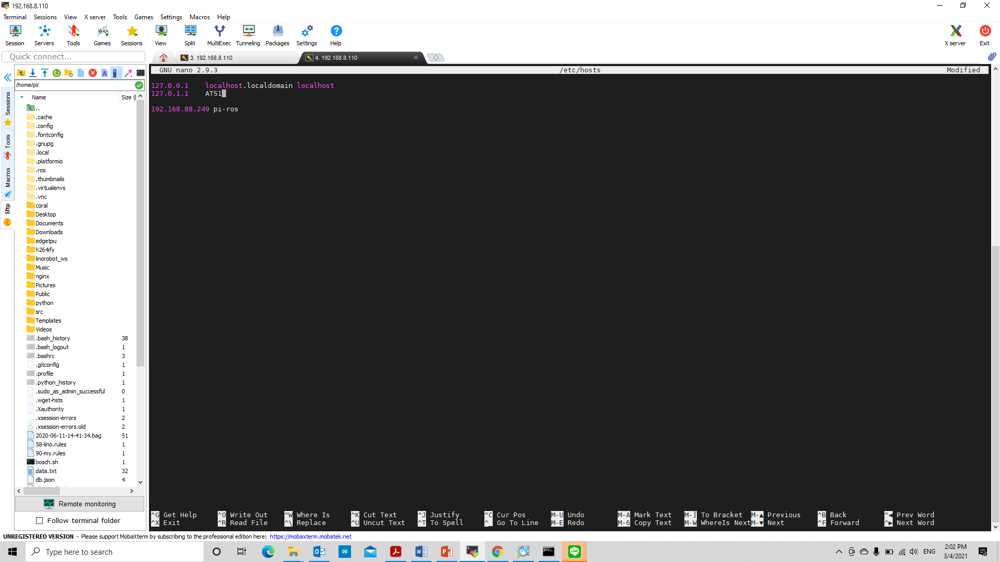 192.168.8.110
Terminal Sessions View X server Tools Games Settings Macros Help
Session Servers Tools Games Sessions View Split MultiExec Tunneling Packages Settings Help X server Exit
Quick connect...
3. 192.168.8.110
4. 192.168.8.110
GNU nano 2.9.3 /etc/hosts Modified
127.0.0.1 localhost.localdomain localhost
127.0.1.1 ATS1
192.168.88.249 pi-ros
/home/pi/
Name Size (
..
.cache
.config
.fontconfig
.gnupg
.local
.platformio
.ros
.thumbnails
.virtualenvs
.vnc
coral
Desktop
Documents
Downloads
edgetpu
h264ify
linorobot_ws
Music
nginx
Pictures
Public
python
src
Templates
Videos
.bash_history 38
.bash_logout 1
.bashrc 3
.gitconfig 1
.profile 1
.python_history 1
.sudo_as_admin_successful 0
.wget-hsts 1
.Xauthority 1
.xsession-errors 2
.xsession-errors.old 2
2020-06-11-14-41-34.bag 51
58-lino.rules 1
90-my.rules 1
bosch.sh 1
data.txt 32
db.json 4
Sessions
Tools
Macros
Sftp
Remote monitoring
Follow terminal folder
^G Get Help ^O Write Out ^W Where Is ^K Cut Text ^J Justify ^C Cur Pos M-U Undo M-A Mark Text M-] To Bracket M-▲ Previous ^B Back ^◀ Prev Word
^X Exit ^R Read File ^\ Replace ^U Uncut Text ^T To Spell ^_ Go To Line M-E Redo M-6 Copy Text M-W WhereIs Next M-▼ Next ^F Forward ^▶ Next Word
UNREGISTERED VERSION - Please support MobaXterm by subscribing to the professional edition here: https://mobaxterm.mobatek.net
Type here to search
ENG
2:02 PM
3/4/2021